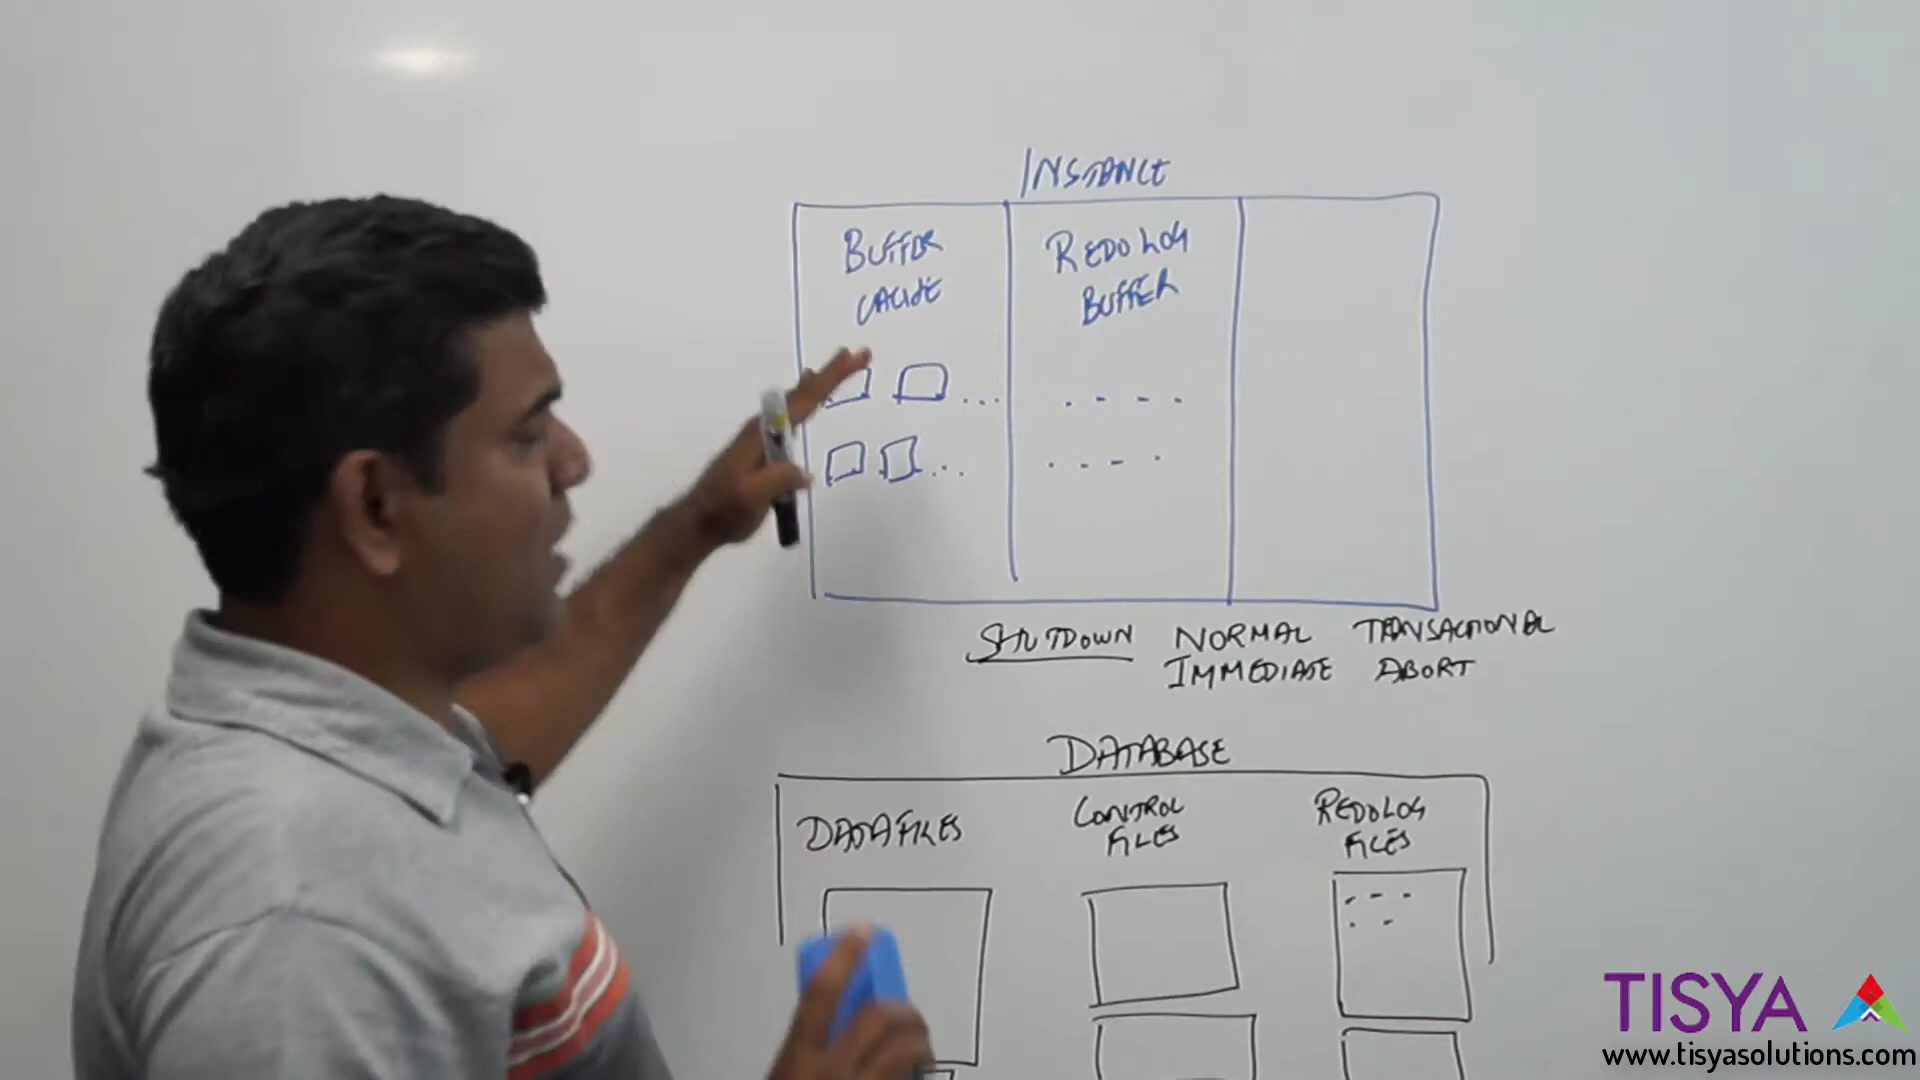 INSTANCE
BUFFER
CACHE
REDO LOG
BUFFER
SHUTDOWN NORMAL TRANSACTIONAL
IMMEDIATE ABORT
DATABASE
DATAFILES
CONTROL
FILES
REDOLOG
FILES
TISYA
www.tisyasolutions.com